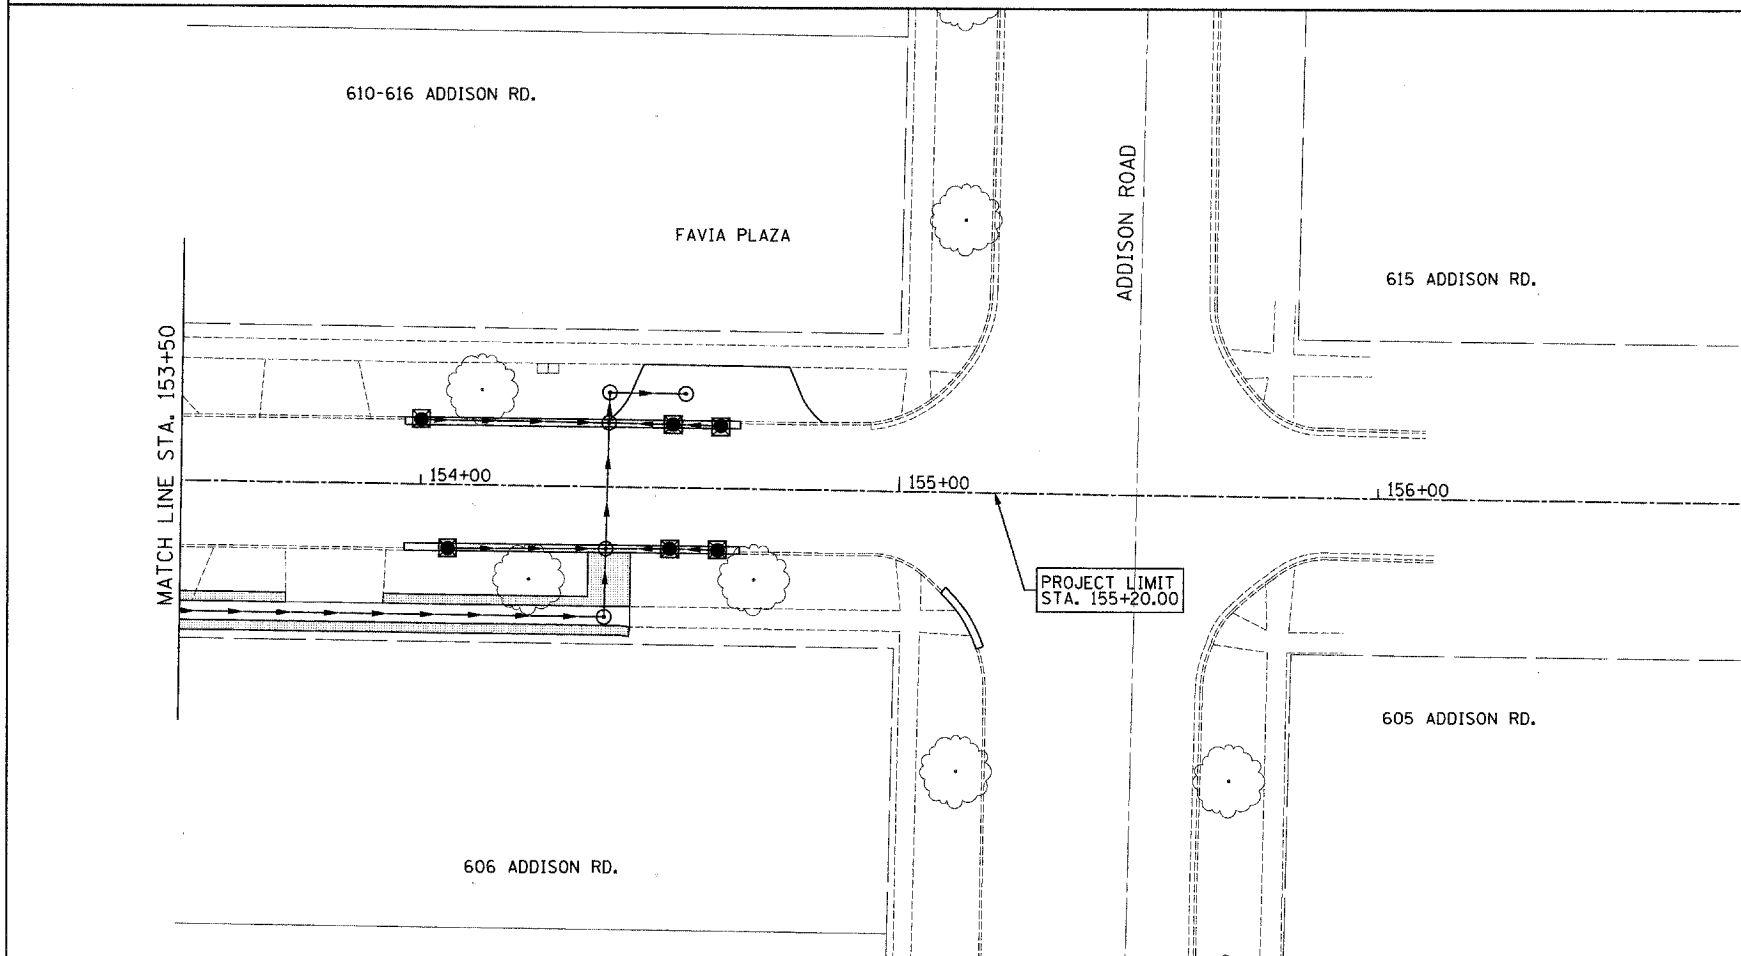 610-616 ADDISON RD.
FAVIA PLAZA
ADDISON ROAD
615 ADDISON RD.
MATCH LINE STA. 153+50
154+00
155+00
156+00
PROJECT LIMIT
STA. 155+20.00
605 ADDISON RD.
606 ADDISON RD.